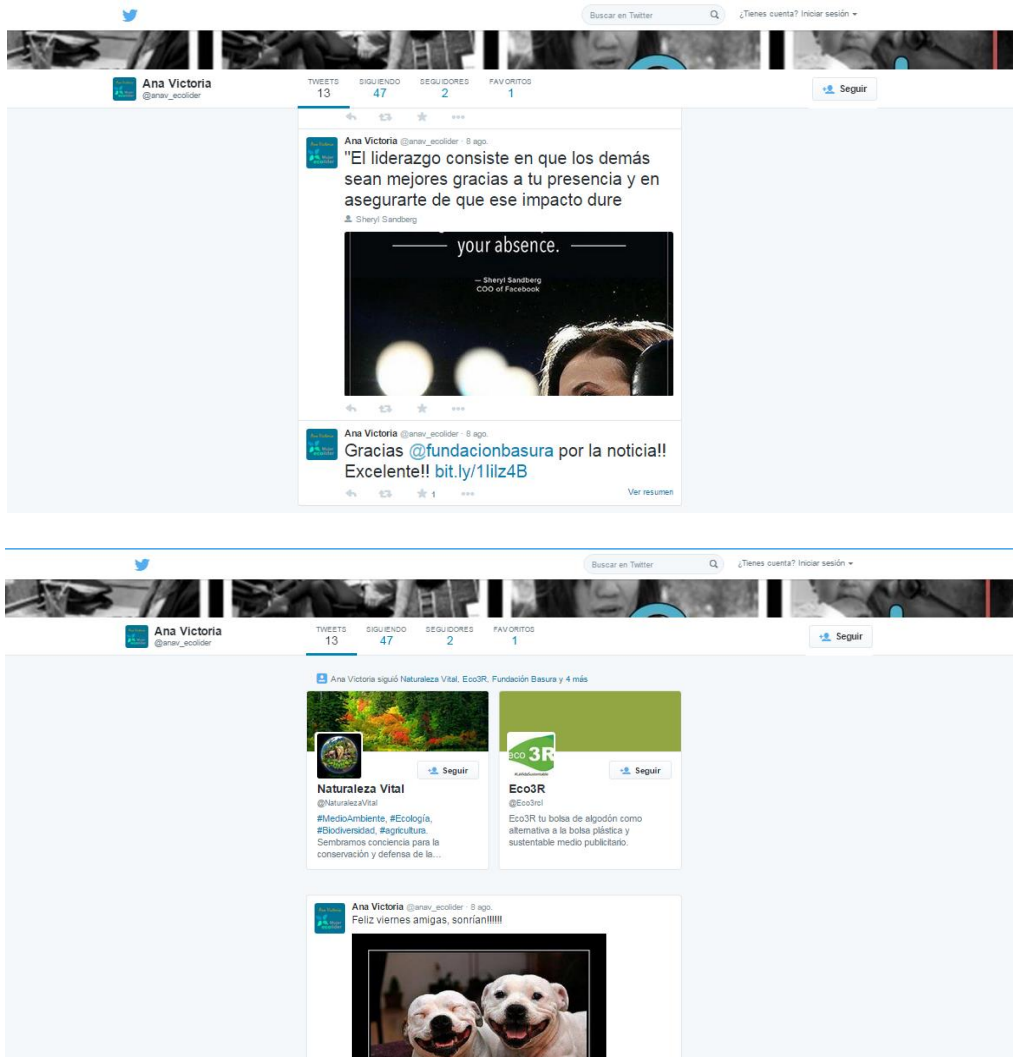 Buscar en Twitter
¿Tienes cuenta? Iniciar sesión
Ana Victoria
@anav_ecolider
TWEETS SIGUIENDO SEGUIDORES FAVORITOS
13 47 2 1
Seguir
Ana Victoria @anav_ecolider · 8 ago.
"El liderazgo consiste en que los demás
sean mejores gracias a tu presencia y en
asegurarte de que ese impacto dure
Sheryl Sandberg
your absence.
— Sheryl Sandberg
COO of Facebook
Ana Victoria @anav_ecolider · 8 ago.
Gracias @fundacionbasura por la noticia!!
Excelente!! bit.ly/1lilz4B
1
Ver resumen
Buscar en Twitter
¿Tienes cuenta? Iniciar sesión
Ana Victoria
@anav_ecolider
TWEETS SIGUIENDO SEGUIDORES FAVORITOS
13 47 2 1
Seguir
Ana Victoria siguió Naturaleza Vital, Eco3R, Fundación Basura y 4 más
eco 3R
Seguir
Seguir
Naturaleza Vital
@NaturalezaVital
#MedioAmbiente, #Ecología,
#Biodiversidad, #agricultura.
Sembramos conciencia para la
conservación y defensa de la...
Eco3R
@Eco3rcl
Eco3R tu bolsa de algodón como
alternativa a la bolsa plástica y
sustentable medio publicitario.
Ana Victoria @anav_ecolider · 8 ago.
Feliz viernes amigas, sonrían!!!!!!